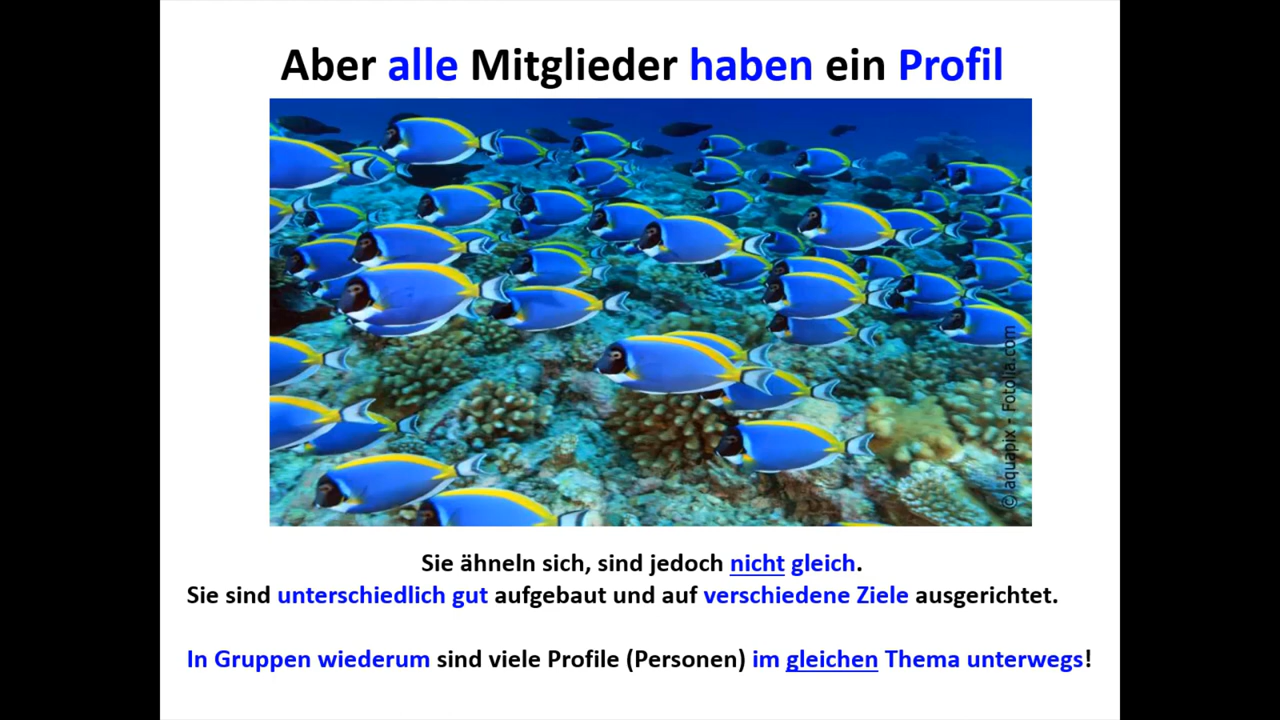 Aber alle Mitglieder haben ein Profil
© aquapix - Fotolia.com
Sie ähneln sich, sind jedoch nicht gleich.
Sie sind unterschiedlich gut aufgebaut und auf verschiedene Ziele ausgerichtet.
In Gruppen wiederum sind viele Profile (Personen) im gleichen Thema unterwegs!